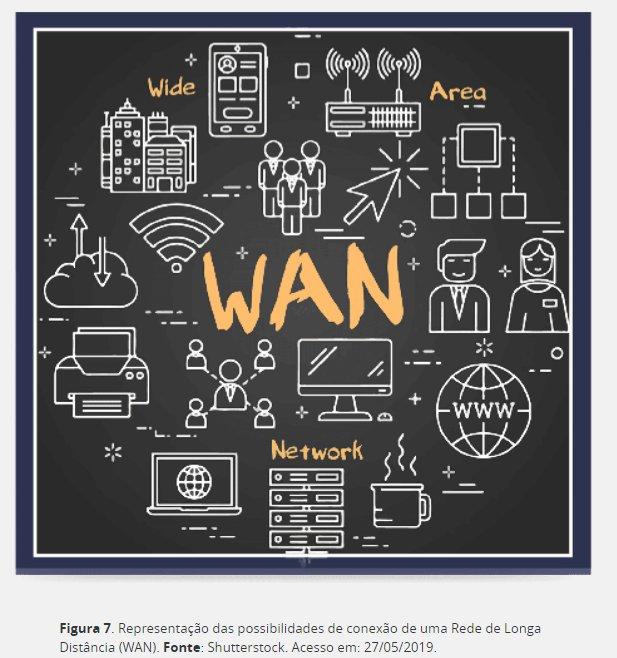 Wide
Area
WAN
WWW
Network
Figura 7. Representação das possibilidades de conexão de uma Rede de Longa
Distância (WAN). Fonte: Shutterstock. Acesso em: 27/05/2019.